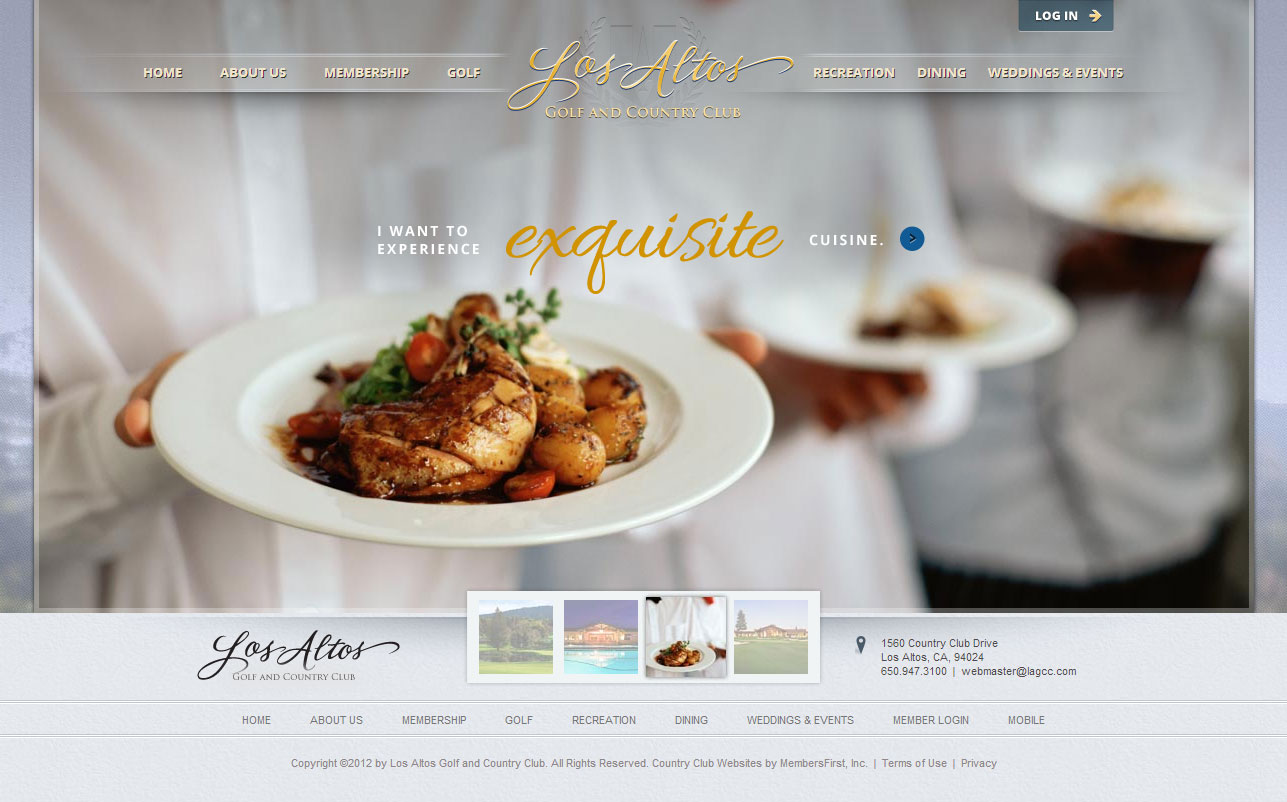 LOG IN
HOME ABOUT US MEMBERSHIP GOLF
Los Altos
GOLF AND COUNTRY CLUB
RECREATION DINING WEDDINGS & EVENTS
I WANT TO
EXPERIENCE
exquisite
CUISINE.
Los Altos
GOLF AND COUNTRY CLUB
1560 Country Club Drive
Los Altos, CA, 94024
650.947.3100 | webmaster@lagcc.com
HOME ABOUT US MEMBERSHIP GOLF RECREATION DINING WEDDINGS & EVENTS MEMBER LOGIN MOBILE
Copyright ©2012 by Los Altos Golf and Country Club. All Rights Reserved. Country Club Websites by MembersFirst, Inc. | Terms of Use | Privacy